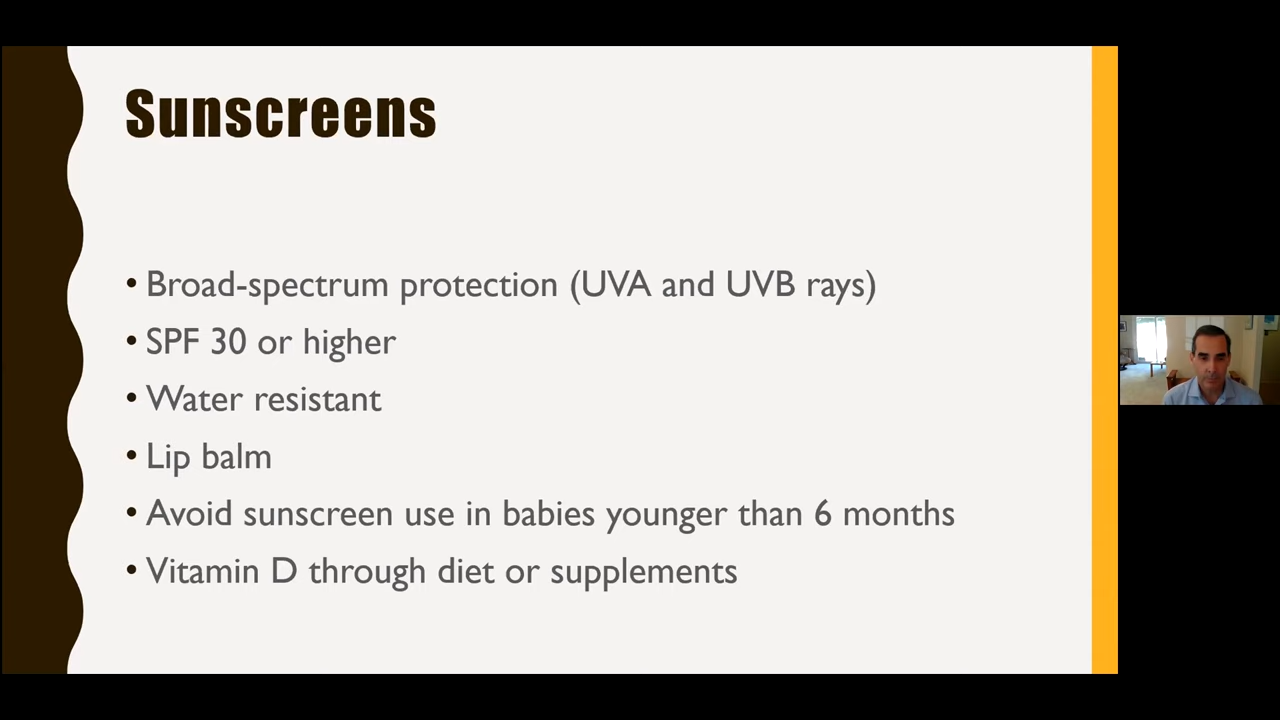 Sunscreens
• Broad-spectrum protection (UVA and UVB rays)
• SPF 30 or higher
• Water resistant
• Lip balm
• Avoid sunscreen use in babies younger than 6 months
• Vitamin D through diet or supplements